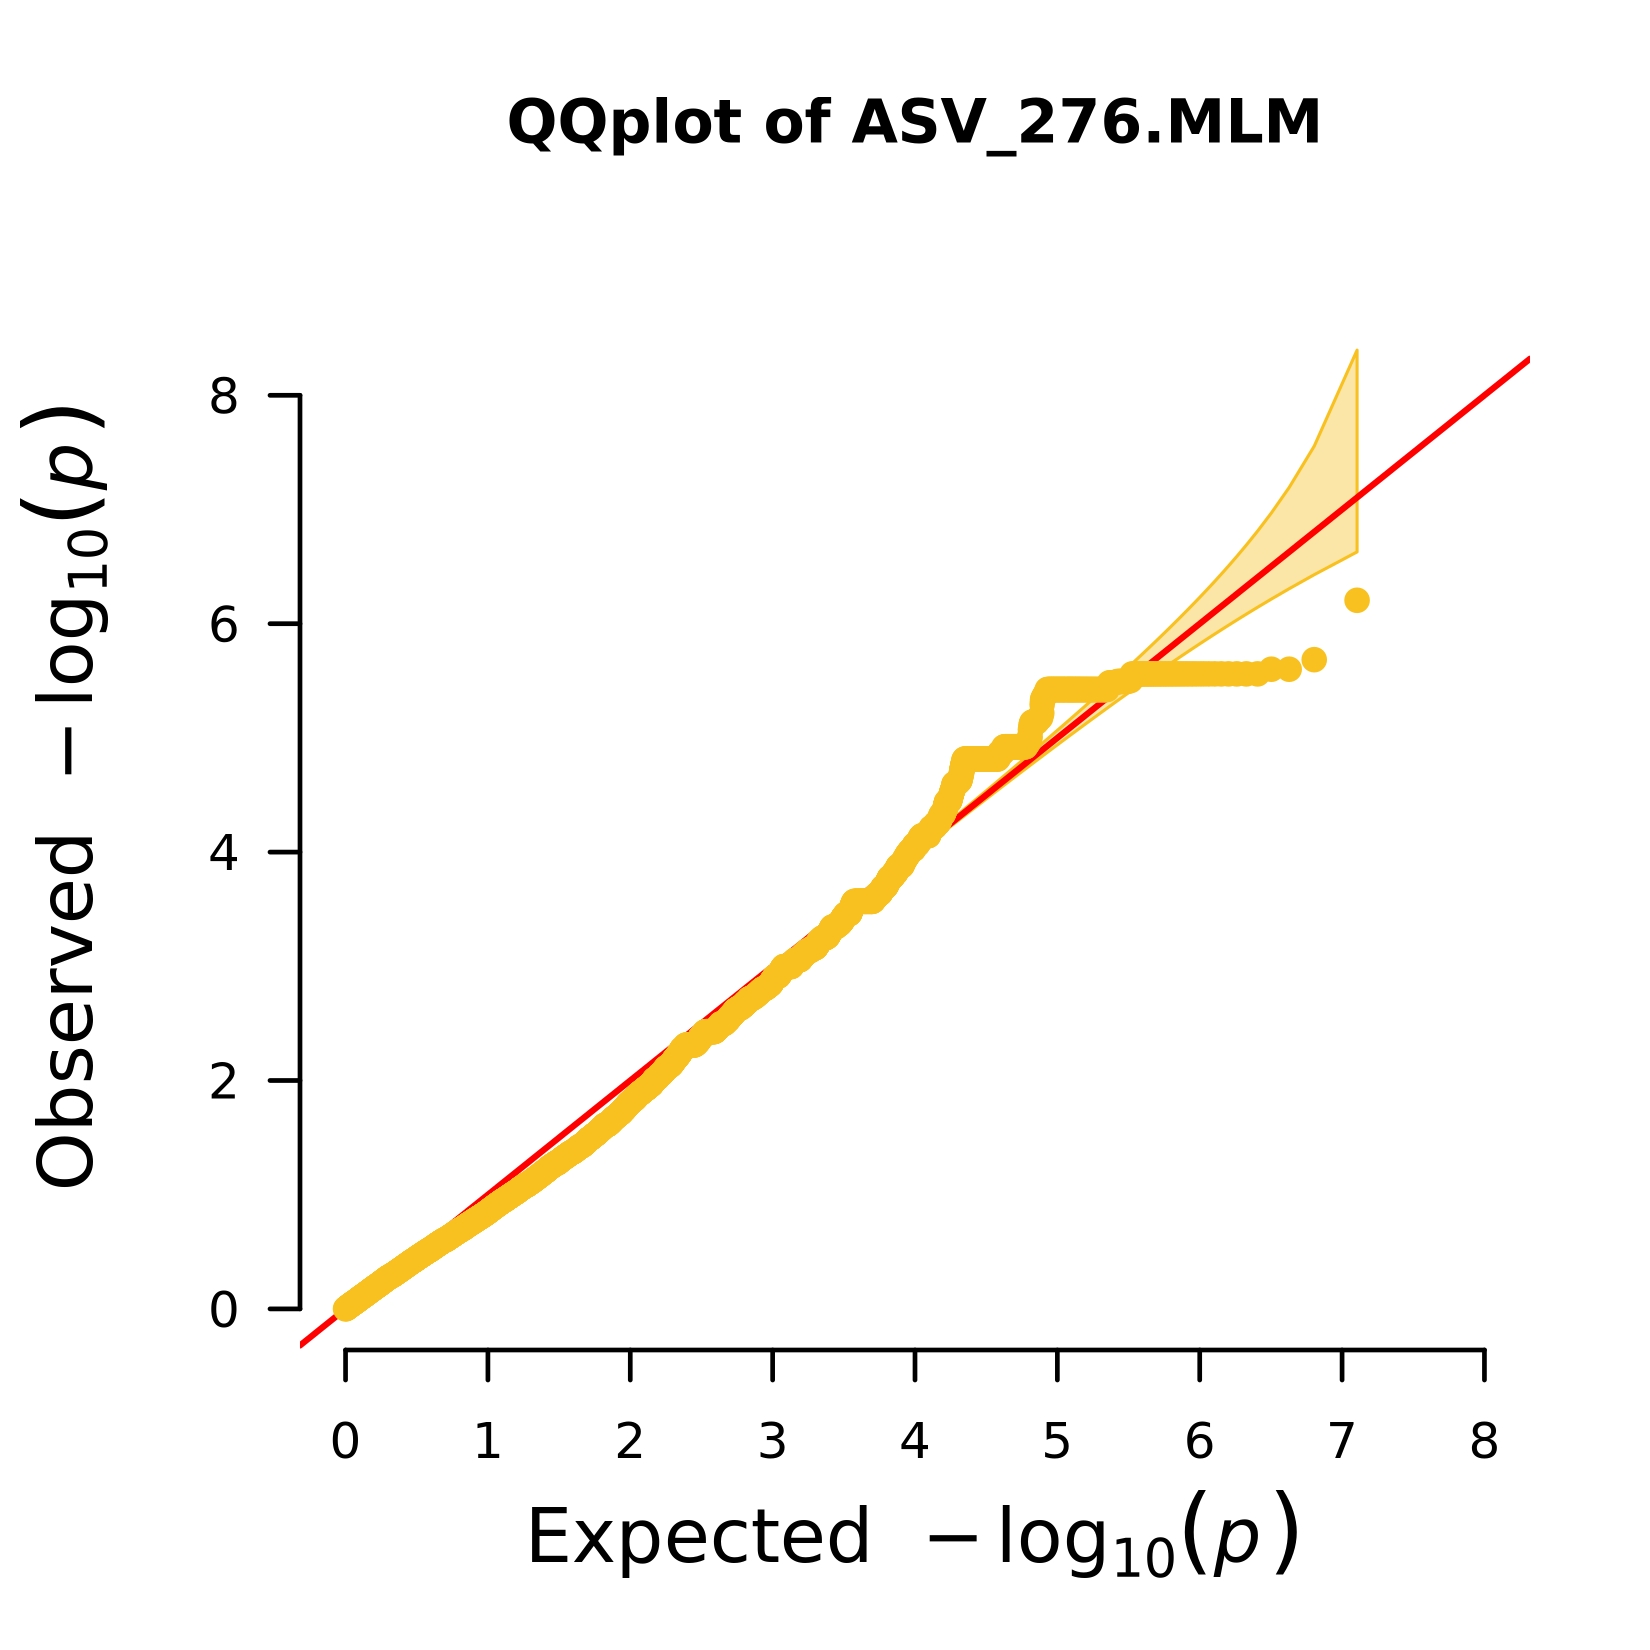 QQplot of ASV_276.MLM
Observed −log₁₀(p)
8
6
4
2
0
0 1 2 3 4 5 6 7 8
Expected −log₁₀(p)